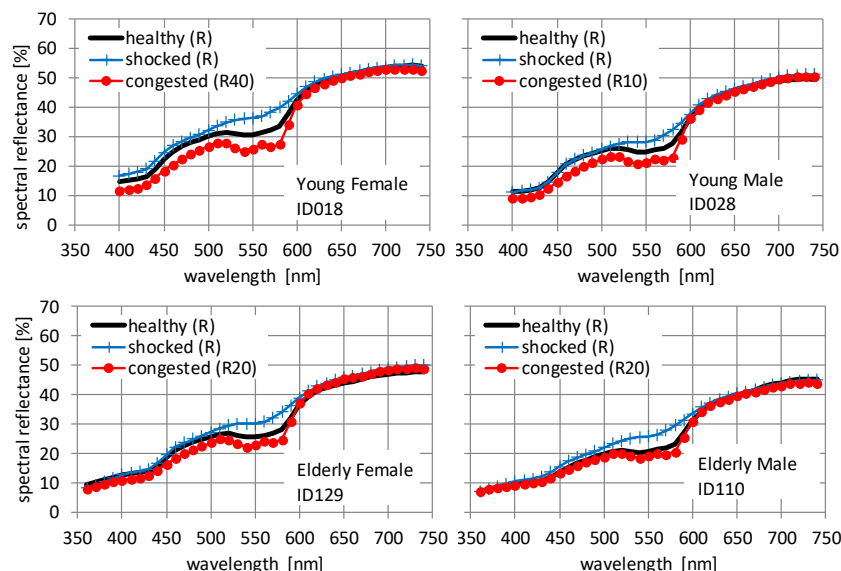 70
60
50
40
30
20
10
0
spectral reflectance [%]
healthy (R)
shocked (R)
congested (R40)
Young Female
ID018
350 400 450 500 550 600 650 700 750
wavelength [nm]
healthy (R)
shocked (R)
congested (R10)
Young Male
ID028
350 400 450 500 550 600 650 700 750
wavelength [nm]
70
60
50
40
30
20
10
0
spectral reflectance [%]
healthy (R)
shocked (R)
congested (R20)
Elderly Female
ID129
350 400 450 500 550 600 650 700 750
wavelength [nm]
healthy (R)
shocked (R)
congested (R20)
Elderly Male
ID110
350 400 450 500 550 600 650 700 750
wavelength [nm]